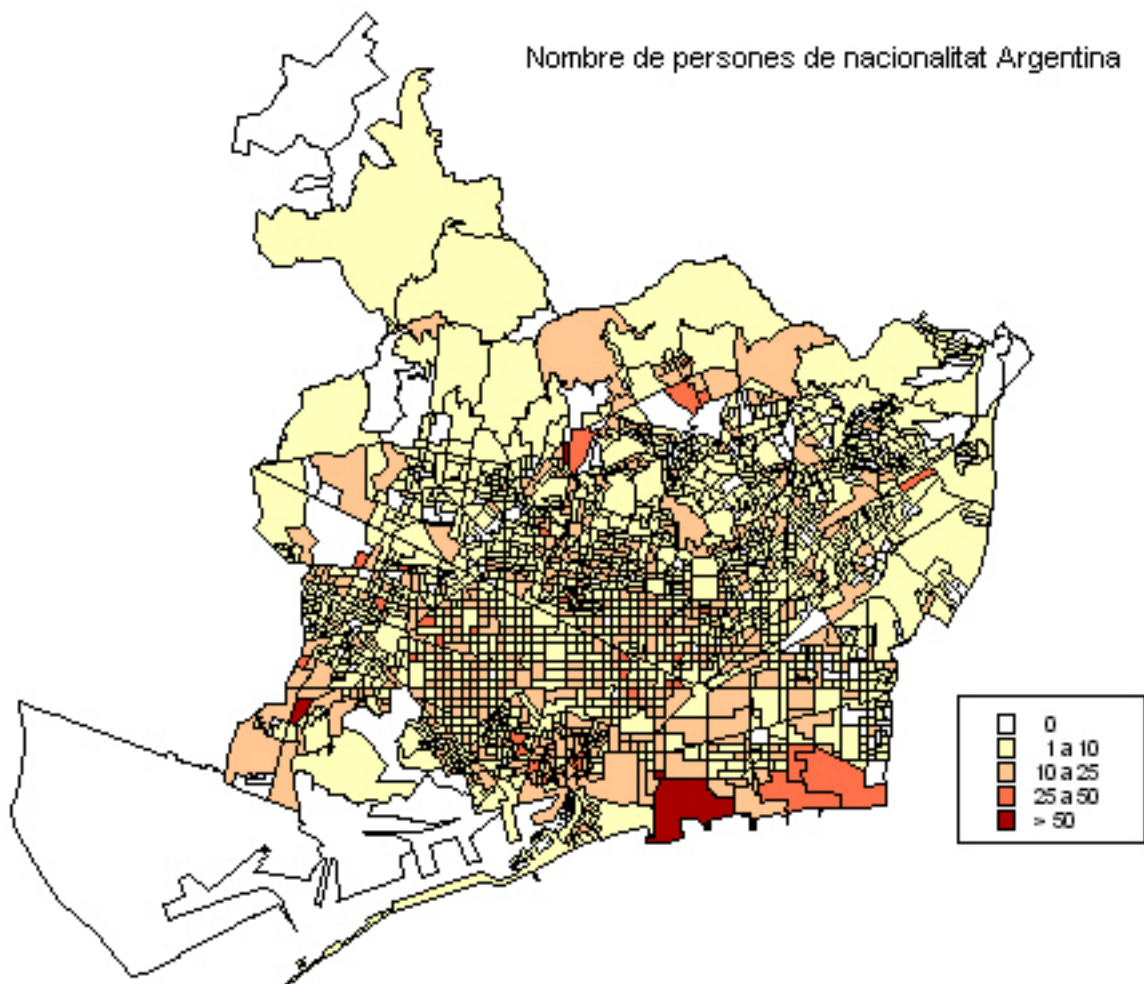 Nombre de persones de nacionalitat Argentina
0
1 a 10
10 a 25
25 a 50
> 50